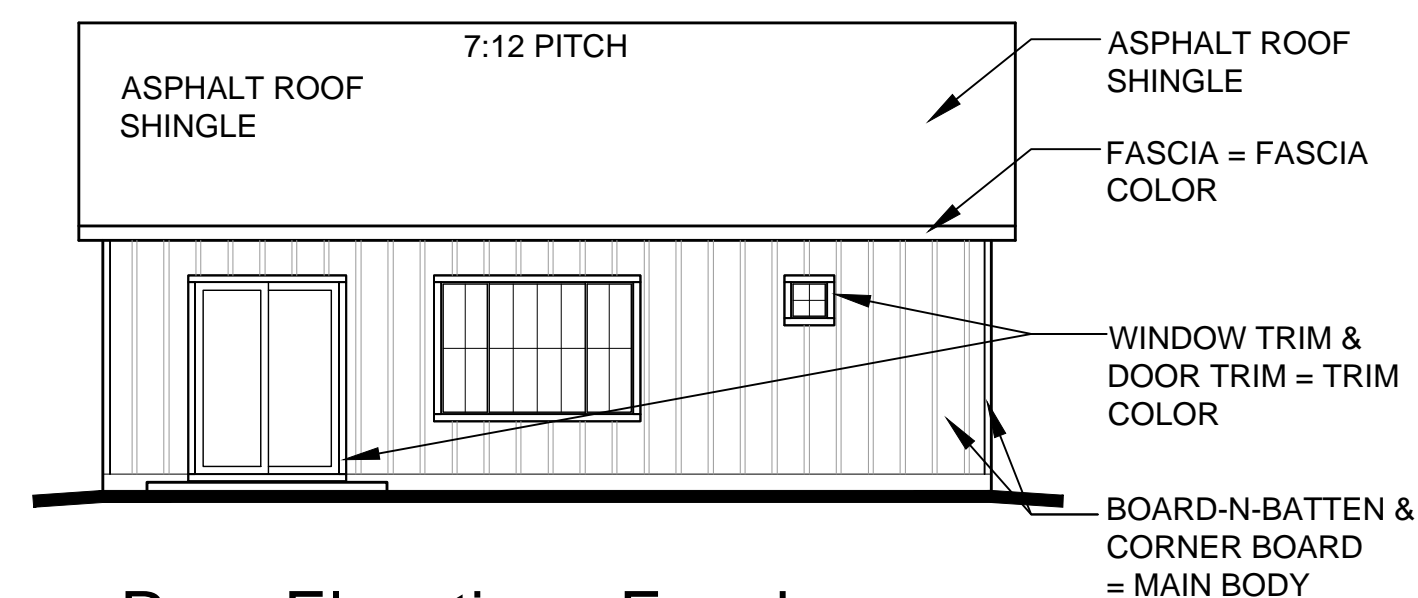 7:12 PITCH
ASPHALT ROOF
SHINGLE
ASPHALT ROOF
SHINGLE
FASCIA = FASCIA
COLOR
WINDOW TRIM &
DOOR TRIM = TRIM
COLOR
BOARD-N-BATTEN &
CORNER BOARD
= MAIN BODY